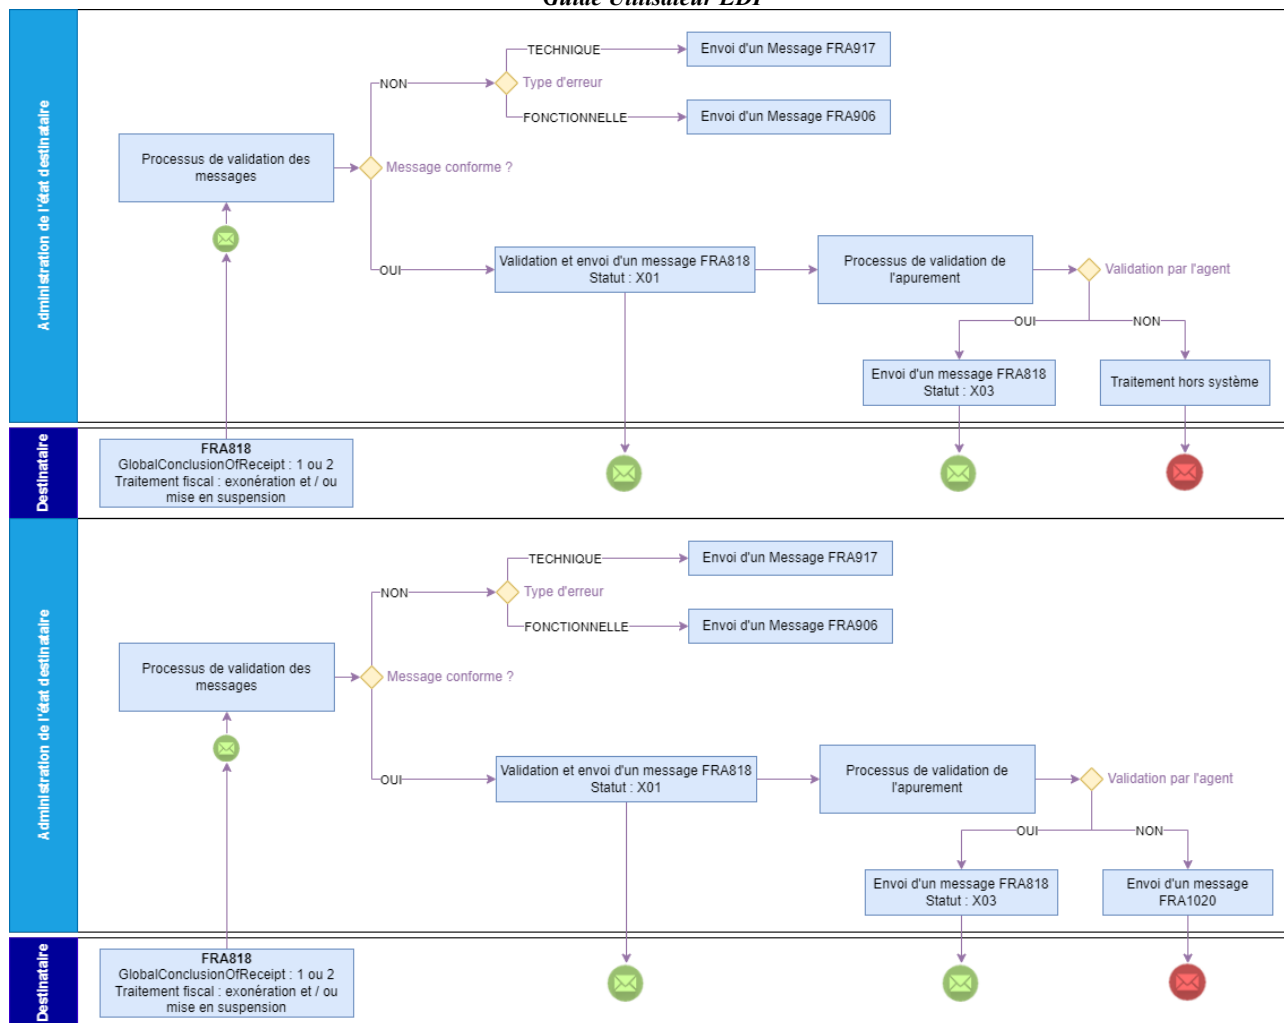 Guide Utilisateur EDI
Administration de l'état destinataire
TECHNIQUE
Envoi d'un Message FRA917
NON
Type d'erreur
FONCTIONNELLE
Envoi d'un Message FRA906
Processus de validation des
messages
Message conforme ?
OUI
Validation et envoi d'un message FRA818
Statut : X01
Processus de validation de
l'apurement
Validation par l'agent
OUI
NON
Envoi d'un message FRA818
Statut : X03
Traitement hors système
Destinataire
FRA818
GlobalConclusionOfReceipt : 1 ou 2
Traitement fiscal : exonération et / ou
mise en suspension
Administration de l'état destinataire
TECHNIQUE
Envoi d'un Message FRA917
NON
Type d'erreur
FONCTIONNELLE
Envoi d'un Message FRA906
Processus de validation des
messages
Message conforme ?
OUI
Validation et envoi d'un message FRA818
Statut : X01
Processus de validation de
l'apurement
Validation par l'agent
OUI
NON
Envoi d'un message FRA818
Statut : X03
Envoi d'un message
FRA1020
Destinataire
FRA818
GlobalConclusionOfReceipt : 1 ou 2
Traitement fiscal : exonération et / ou
mise en suspension